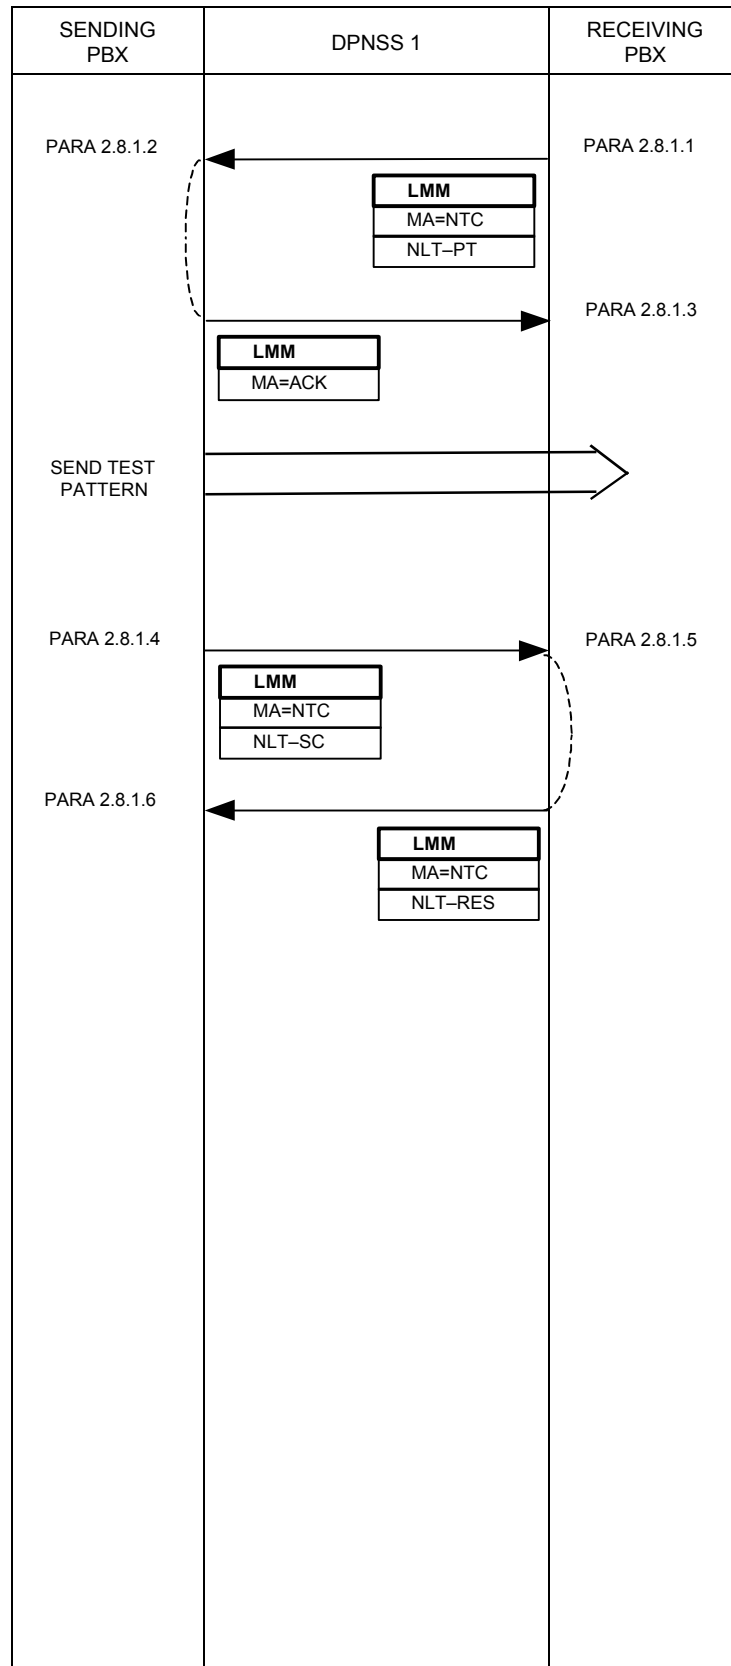 SENDING
PBX
DPNSS 1
RECEIVING
PBX
PARA 2.8.1.2
PARA 2.8.1.1
LMM
MA=NTC
NLT–PT
PARA 2.8.1.3
LMM
MA=ACK
SEND TEST
PATTERN
PARA 2.8.1.4
PARA 2.8.1.5
LMM
MA=NTC
NLT–SC
PARA 2.8.1.6
LMM
MA=NTC
NLT–RES